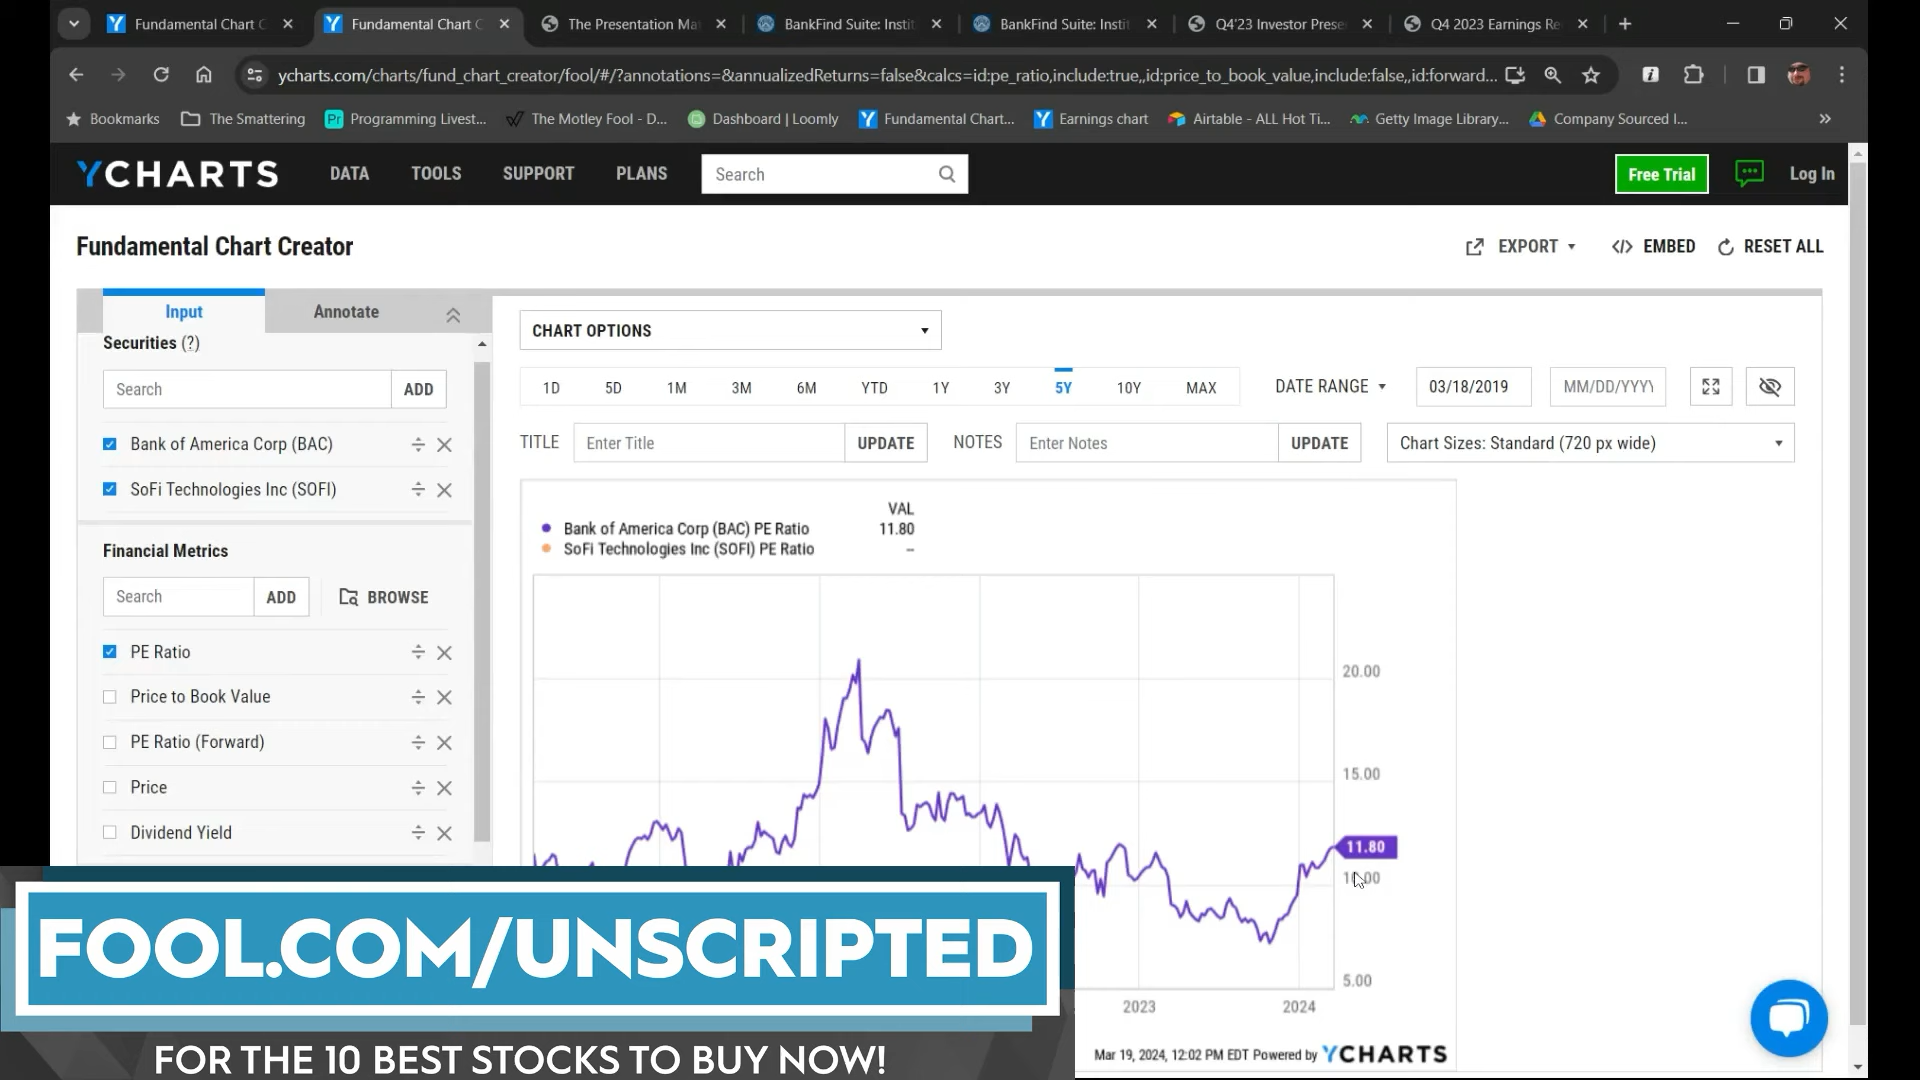 Fundamental Chart C
Fundamental Chart C
The Presentation Ma
BankFind Suite: Insti
BankFind Suite: Insti
Q4'23 Investor Prese
Q4 2023 Earnings Re
ycharts.com/charts/fund_chart_creator/fool/#/?annotations=&annualizedReturns=false&calcs=id:pe_ratio,include:true,,id:price_to_book_value,include:false,,id:forward...
Bookmarks
The Smattering
Pr
Programming Livest...
The Motley Fool - D...
Dashboard | Loomly
Fundamental Chart...
Earnings chart
Airtable - ALL Hot Ti...
Getty Image Library...
Company Sourced I...
YCHARTS
DATA
TOOLS
SUPPORT
PLANS
Search
Free Trial
Log In
Fundamental Chart Creator
EXPORT
EMBED
RESET ALL
Input
Annotate
Securities (?)
Search
ADD
Bank of America Corp (BAC)
SoFi Technologies Inc (SOFI)
Financial Metrics
Search
ADD
BROWSE
PE Ratio
Price to Book Value
PE Ratio (Forward)
Price
Dividend Yield
CHART OPTIONS
1D 5D 1M 3M 6M YTD 1Y 3Y 5Y 10Y MAX
DATE RANGE
03/18/2019
MM/DD/YYYY
TITLE
Enter Title
UPDATE
NOTES
Enter Notes
UPDATE
Chart Sizes: Standard (720 px wide)
VAL
Bank of America Corp (BAC) PE Ratio 11.80
SoFi Technologies Inc (SOFI) PE Ratio --
20.00
15.00
11.80
10.00
5.00
2023
2024
Mar 19, 2024, 12:02 PM EDT Powered by YCHARTS
FOOL.COM/UNSCRIPTED
FOR THE 10 BEST STOCKS TO BUY NOW!